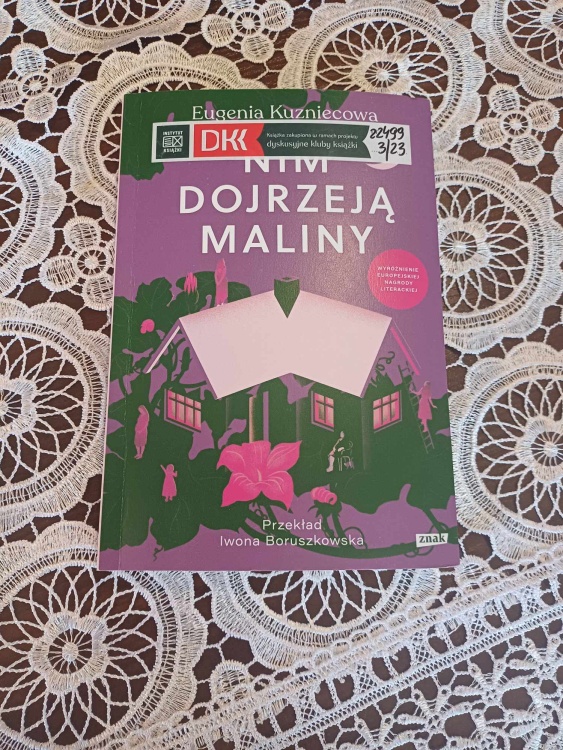 Eugenia Kuzniecowa
INSTYTUT
KSIĄŻKI
DKK
Książka zakupiona w ramach projektu
dyskusyjne kluby książki
22499
3/23
NIM
DOJRZEJĄ
MALINY
WYRÓŻNIENIE
EUROPEJSKIEJ
NAGRODY
LITERACKIEJ
Przekład
Iwona Boruszkowska
znak